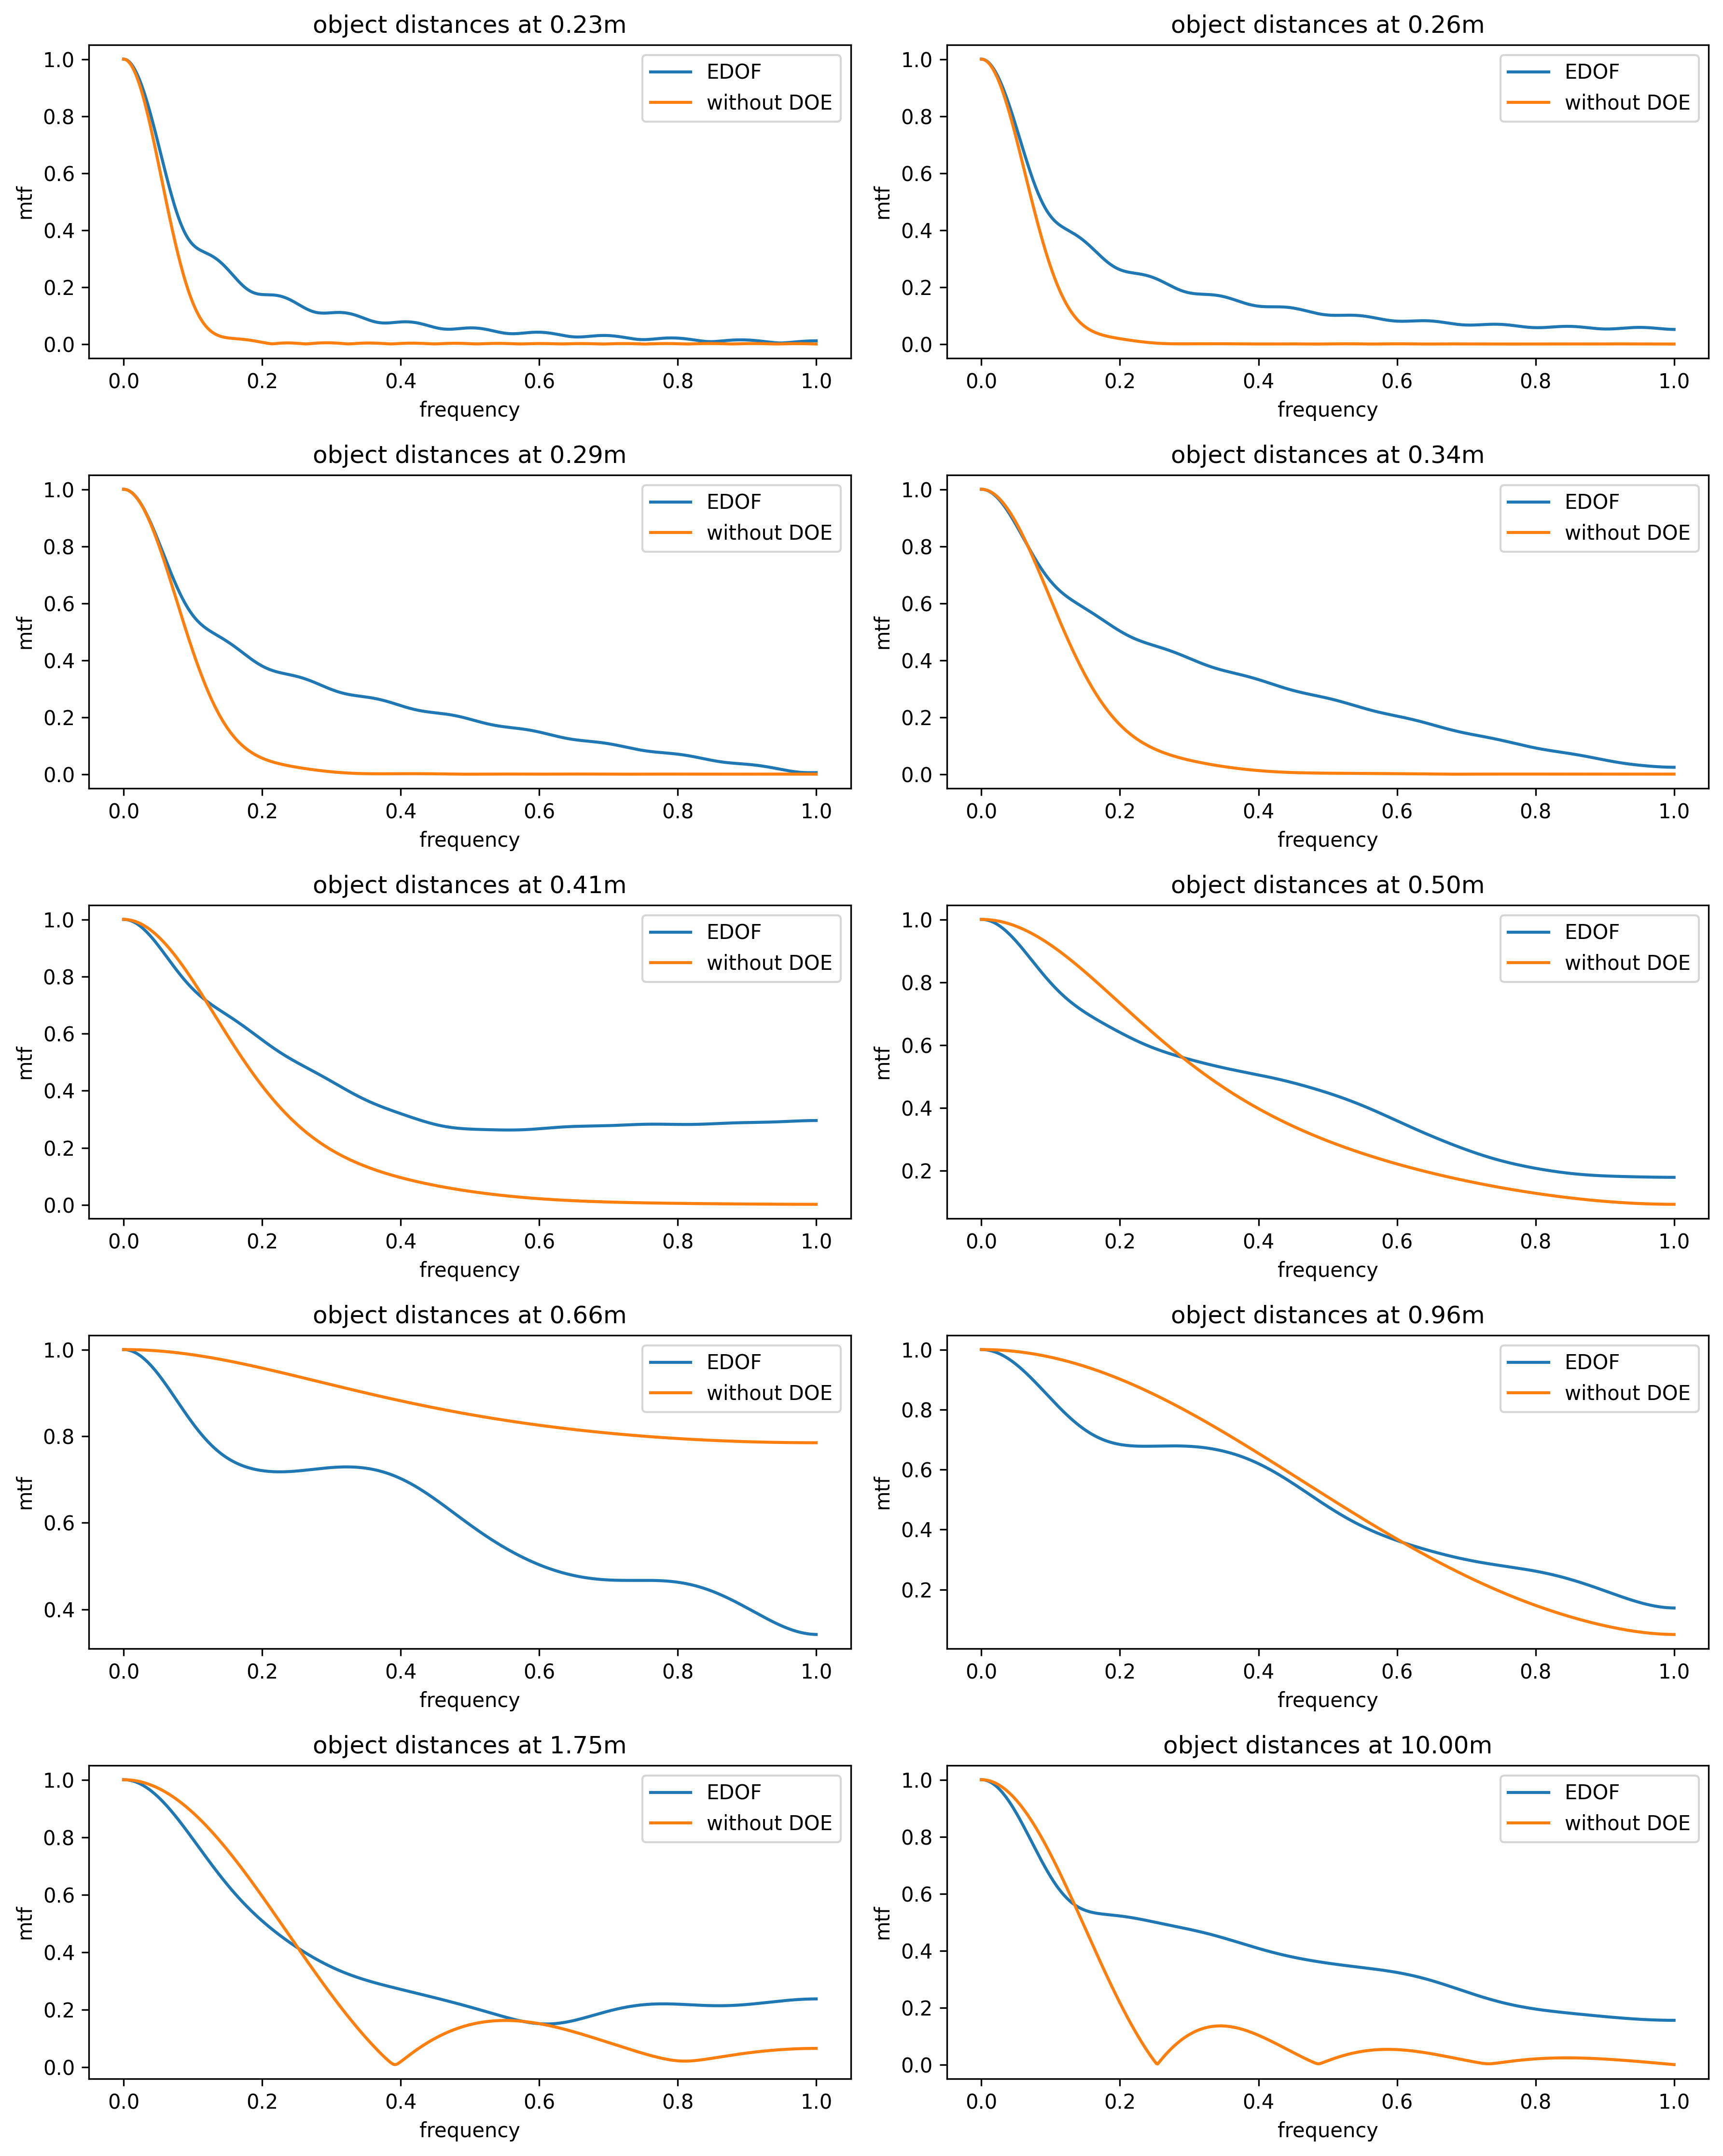 object distances at 0.23m
1.0
0.8
0.6
0.4
0.2
0.0
mtf
EDOF
without DOE
0.0 0.2 0.4 0.6 0.8 1.0
frequency
object distances at 0.26m
1.0
0.8
0.6
0.4
0.2
0.0
mtf
EDOF
without DOE
0.0 0.2 0.4 0.6 0.8 1.0
frequency
object distances at 0.29m
1.0
0.8
0.6
0.4
0.2
0.0
mtf
EDOF
without DOE
0.0 0.2 0.4 0.6 0.8 1.0
frequency
object distances at 0.34m
1.0
0.8
0.6
0.4
0.2
0.0
mtf
EDOF
without DOE
0.0 0.2 0.4 0.6 0.8 1.0
frequency
object distances at 0.41m
1.0
0.8
0.6
0.4
0.2
0.0
mtf
EDOF
without DOE
0.0 0.2 0.4 0.6 0.8 1.0
frequency
object distances at 0.50m
1.0
0.8
0.6
0.4
0.2
mtf
EDOF
without DOE
0.0 0.2 0.4 0.6 0.8 1.0
frequency
object distances at 0.66m
1.0
0.8
0.6
0.4
mtf
EDOF
without DOE
0.0 0.2 0.4 0.6 0.8 1.0
frequency
object distances at 0.96m
1.0
0.8
0.6
0.4
0.2
mtf
EDOF
without DOE
0.0 0.2 0.4 0.6 0.8 1.0
frequency
object distances at 1.75m
1.0
0.8
0.6
0.4
0.2
0.0
mtf
EDOF
without DOE
0.0 0.2 0.4 0.6 0.8 1.0
frequency
object distances at 10.00m
1.0
0.8
0.6
0.4
0.2
0.0
mtf
EDOF
without DOE
0.0 0.2 0.4 0.6 0.8 1.0
frequency